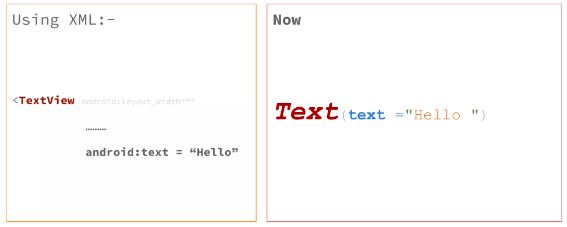 Using XML:-
<TextView android:layout_width=""
………
android:text = “Hello”
Now
Text(text ="Hello ")